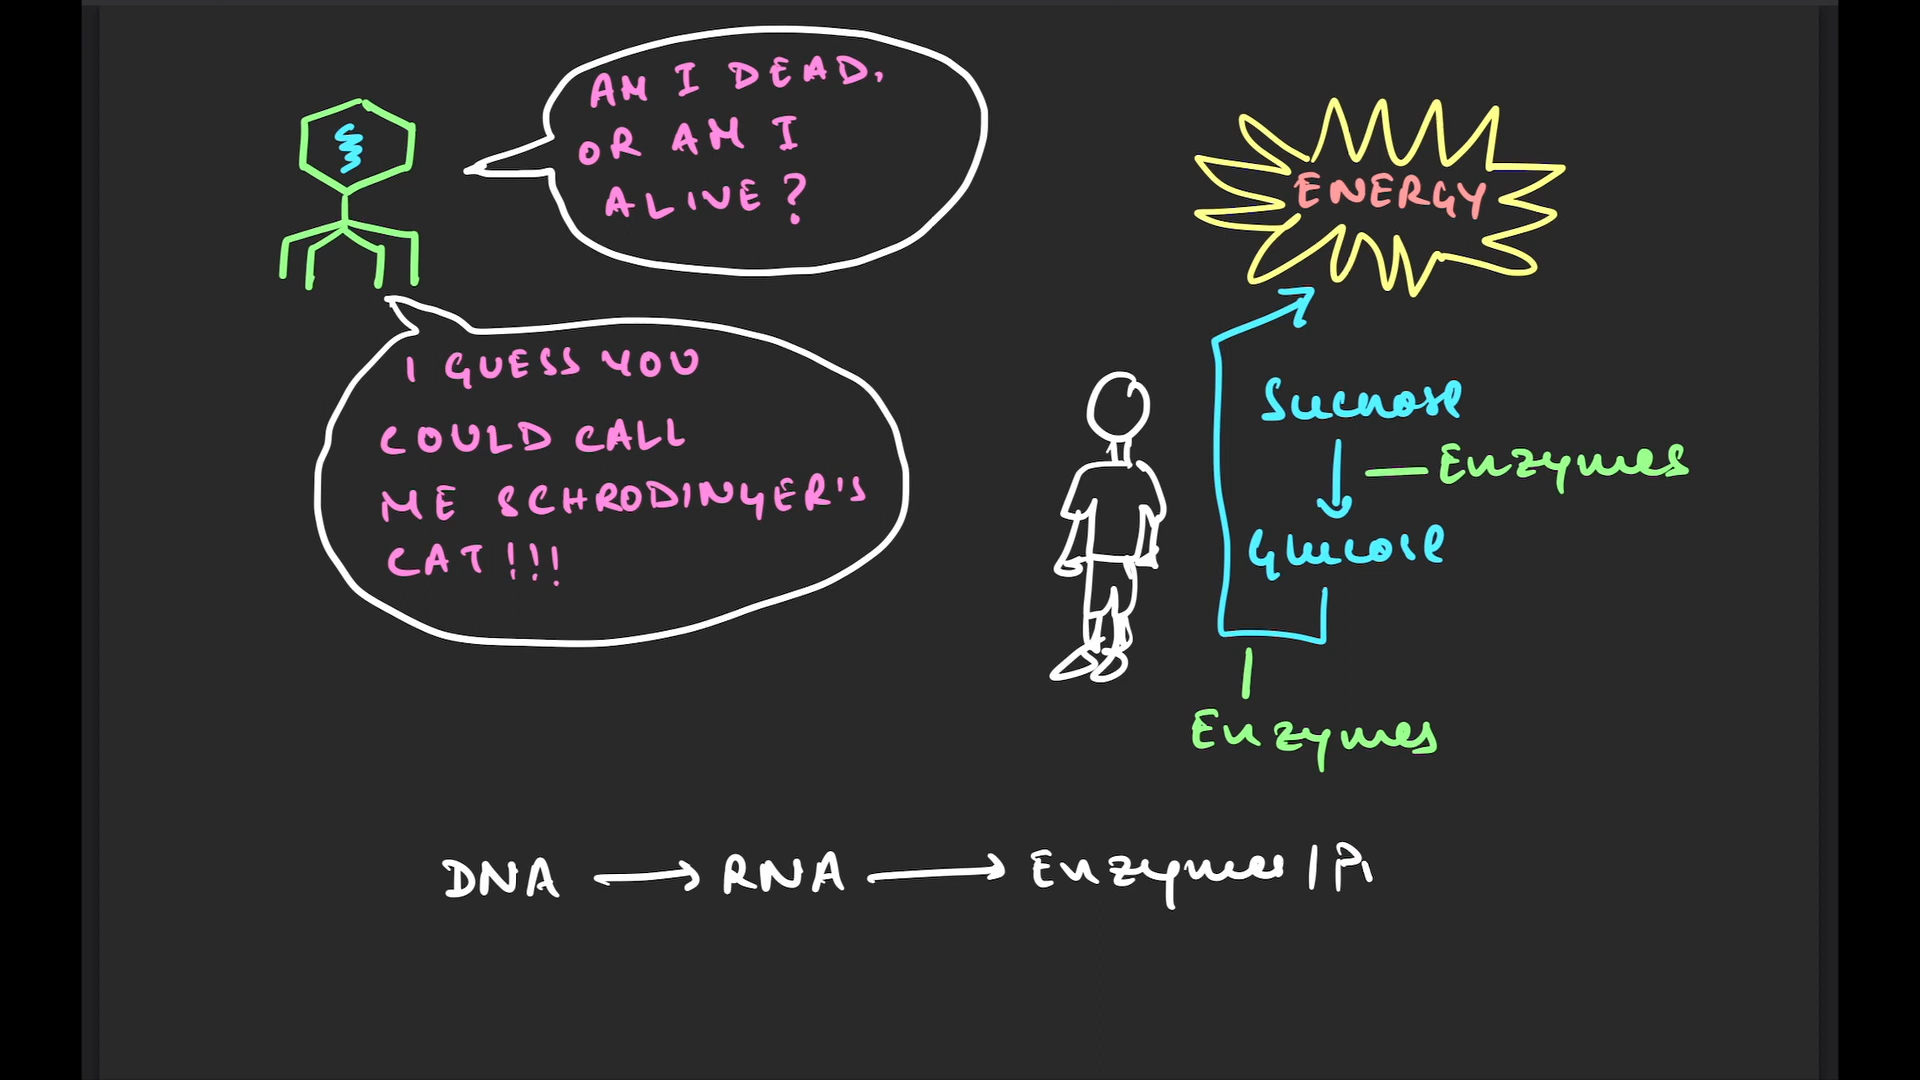 AM I DEAD,
OR AM I
ALIVE?
I GUESS YOU
COULD CALL
ME SCHRODINGER'S
CAT!!!
ENERGY
Sucrose
Enzymes
Glucose
Enzymes
DNA → RNA → Enzymes | P